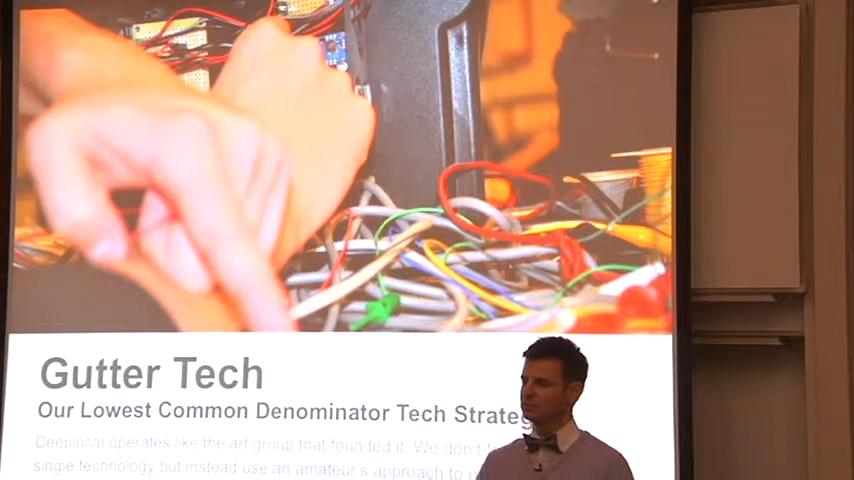 Gutter Tech
Our Lowest Common Denominator Tech Strateg
Deeplocal operates like the art group that founded it. We don't
single technology but instead use an amateur's approach to